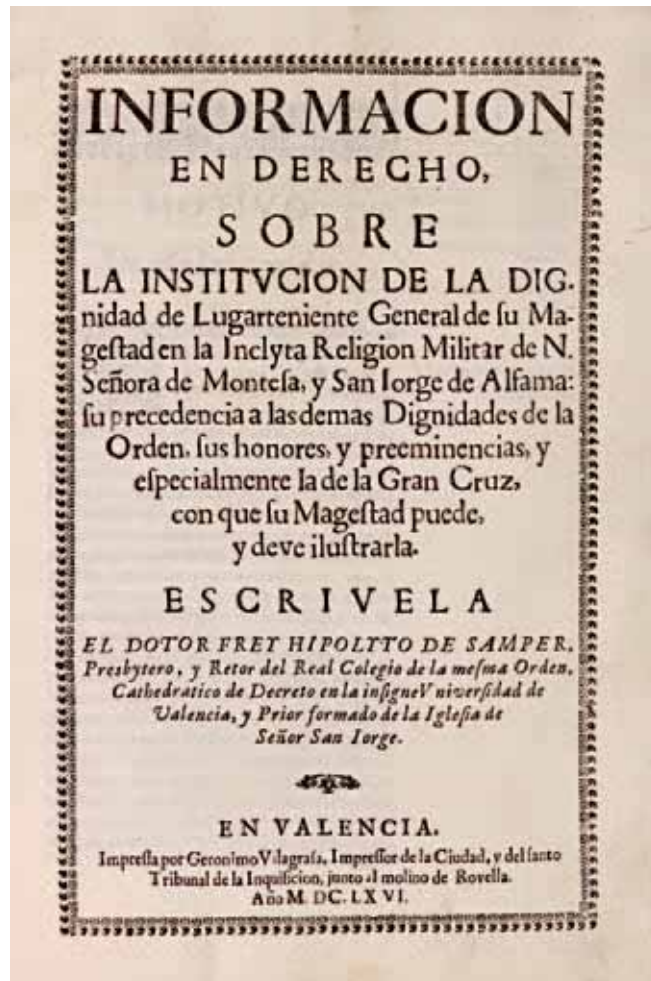 INFORMACION
EN DERECHO,
SOBRE
LA INSTITVCION DE LA DIG-
nidad de Lugarteniente General de ſu Ma-
geſtad en la Inclyta Religion Militar de N.
Señora de Monteſa, y San Iorge de Alfama:
ſu precedencia a las demas Dignidades de la
Orden, ſus honores, y preeminencias, y
eſpecialmente la de la Gran Cruz,
con que ſu Mageſtad puede,
y deve iluſtrarla.
ESCRIVELA
EL DOTOR FREY HIPOLYTO DE SAMPER,
Presbytero, y Retor del Real Colegio de la meſma Orden,
Cathedratico de Decreto en la inſigne Vniverſidad de
Valencia, y Prior formado de la Igleſia de
Señor San Iorge.
EN VALENCIA.
Impreſſa por Geronimo Vilagraſa, Impreſſor de la Ciudad, y del ſanto
Tribunal de la Inquiſicion, junto al molino de Rovella.
Año M. DC. LXVI.